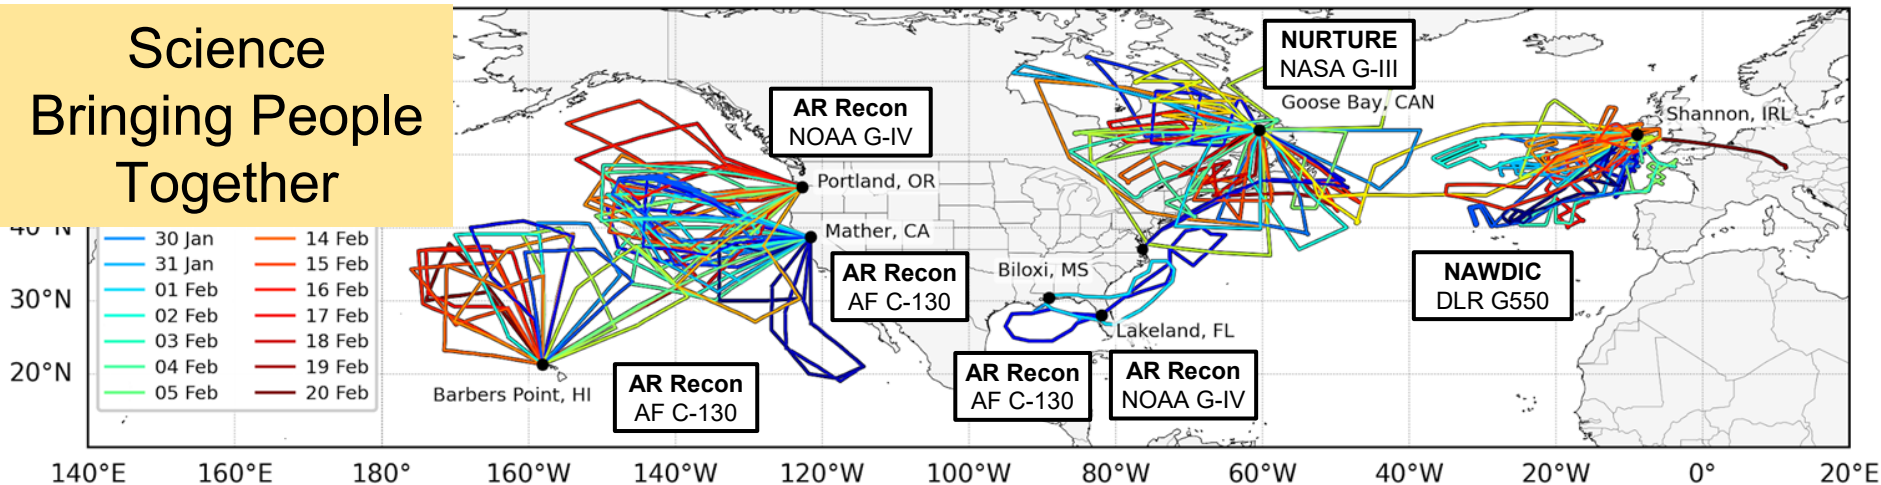 Science
Bringing People
Together
NURTURE
NASA G-III
Goose Bay, CAN
Shannon, IRL
AR Recon
NOAA G-IV
Portland, OR
Mather, CA
AR Recon
AF C-130
Biloxi, MS
Lakeland, FL
NAWDIC
DLR G550
30 Jan
31 Jan
01 Feb
02 Feb
03 Feb
04 Feb
05 Feb
14 Feb
15 Feb
16 Feb
17 Feb
18 Feb
19 Feb
20 Feb
Barbers Point, HI
AR Recon
AF C-130
AR Recon
AF C-130
AR Recon
NOAA G-IV
30°N
20°N
140°E 160°E 180° 160°W 140°W 120°W 100°W 80°W 60°W 40°W 20°W 0° 20°E